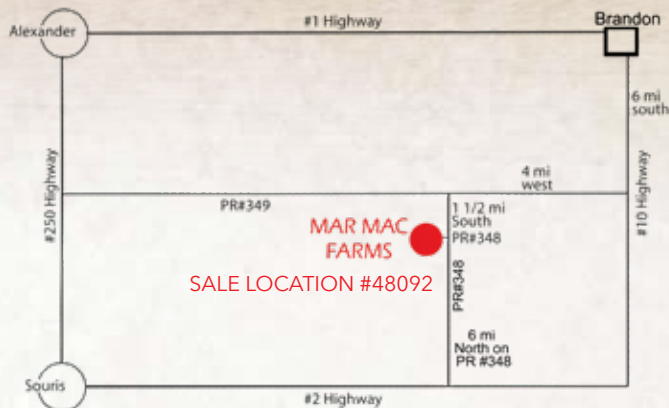 Brandon
#1 Highway
Alexander
6 mi
south
4 mi
west
#250 Highway
#10 Highway
PR#349
1 1/2 mi
South
PR#348
MAR MAC
FARMS
SALE LOCATION #48092
PR#348
6 mi
North on
PR #348
Souris
#2 Highway